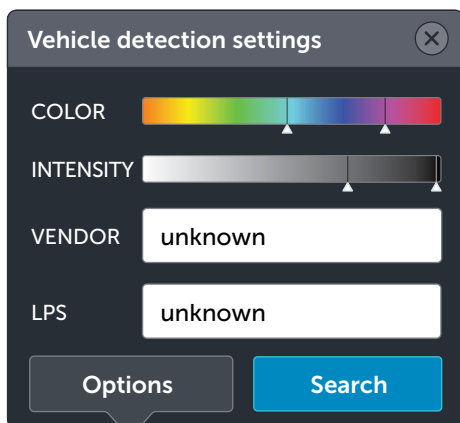 Vehicle detection settings
COLOR
INTENSITY
VENDOR unknown
LPS unknown
Options Search